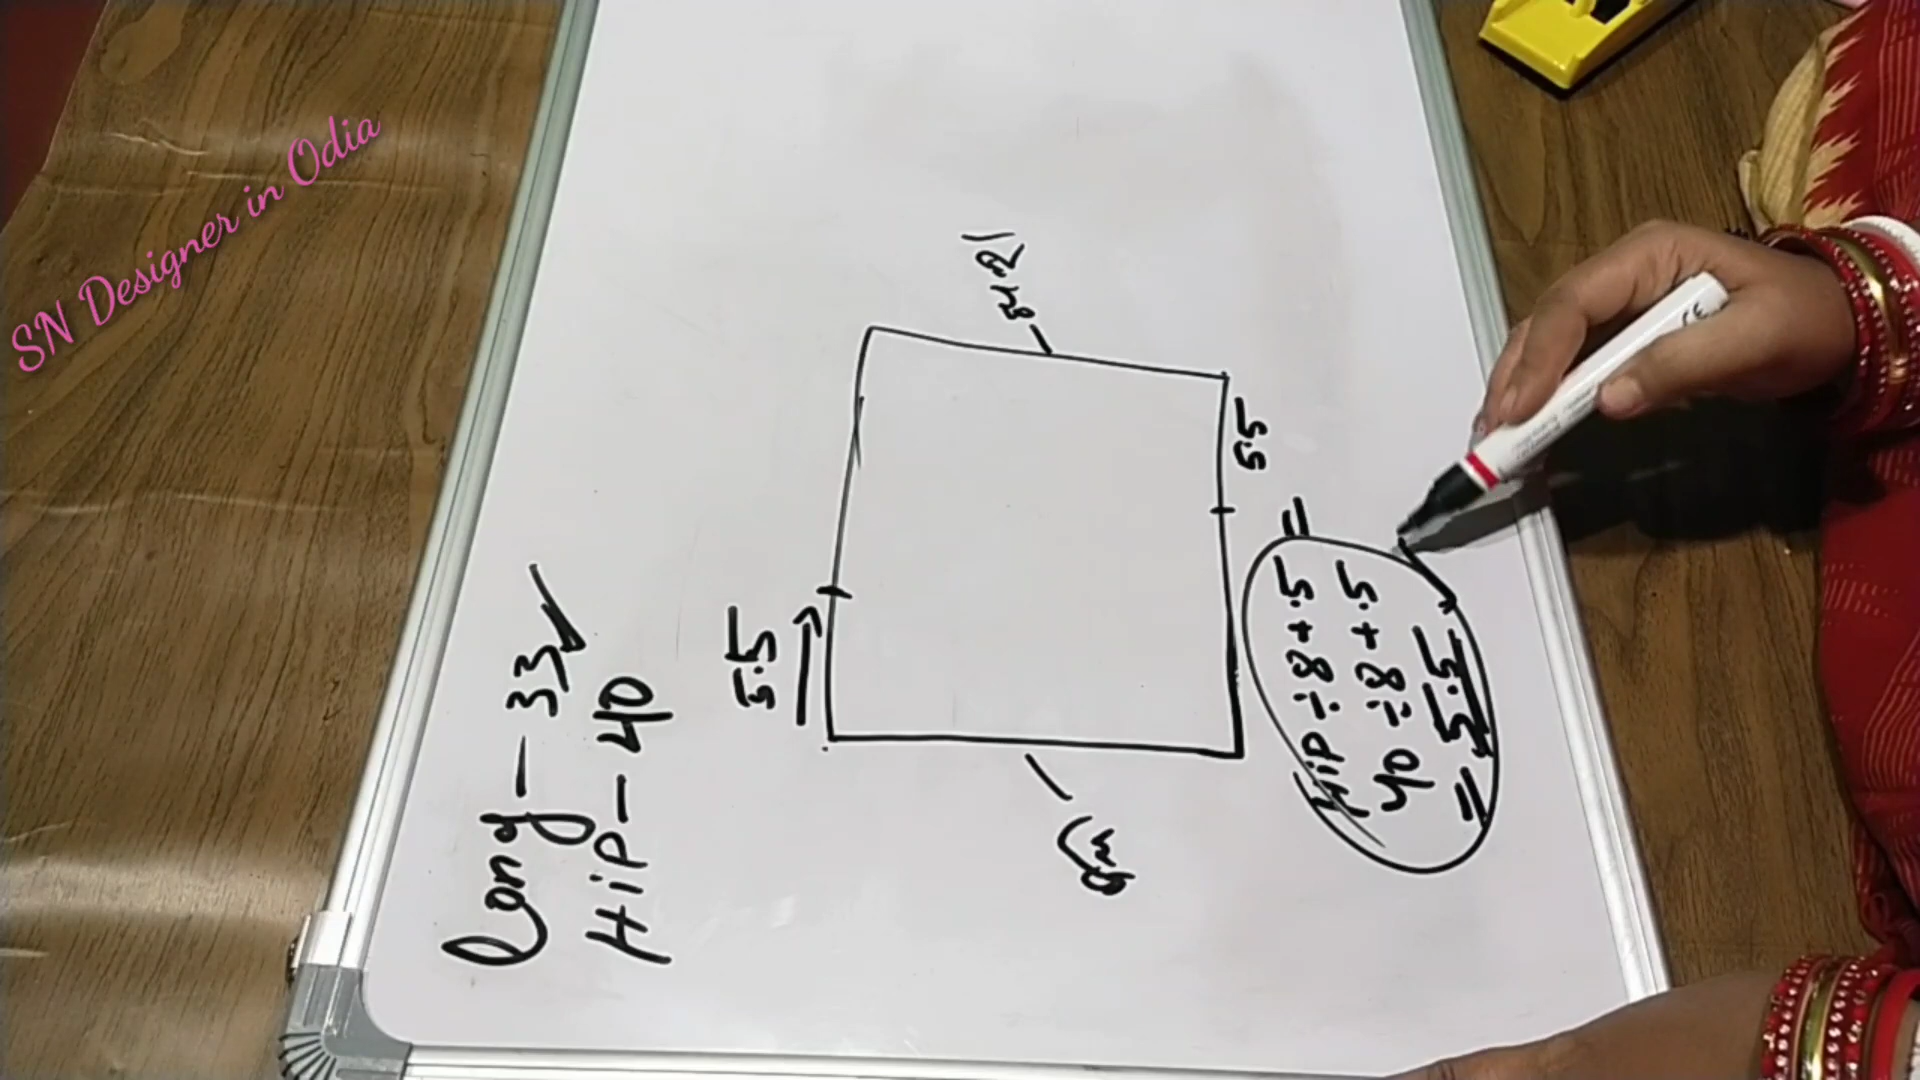 SN Designer in Odia
Long - 33
HiP - 40
5.5
5.5
=
HiP ÷ 8 + .5
40 ÷ 8 + .5
= 5.5